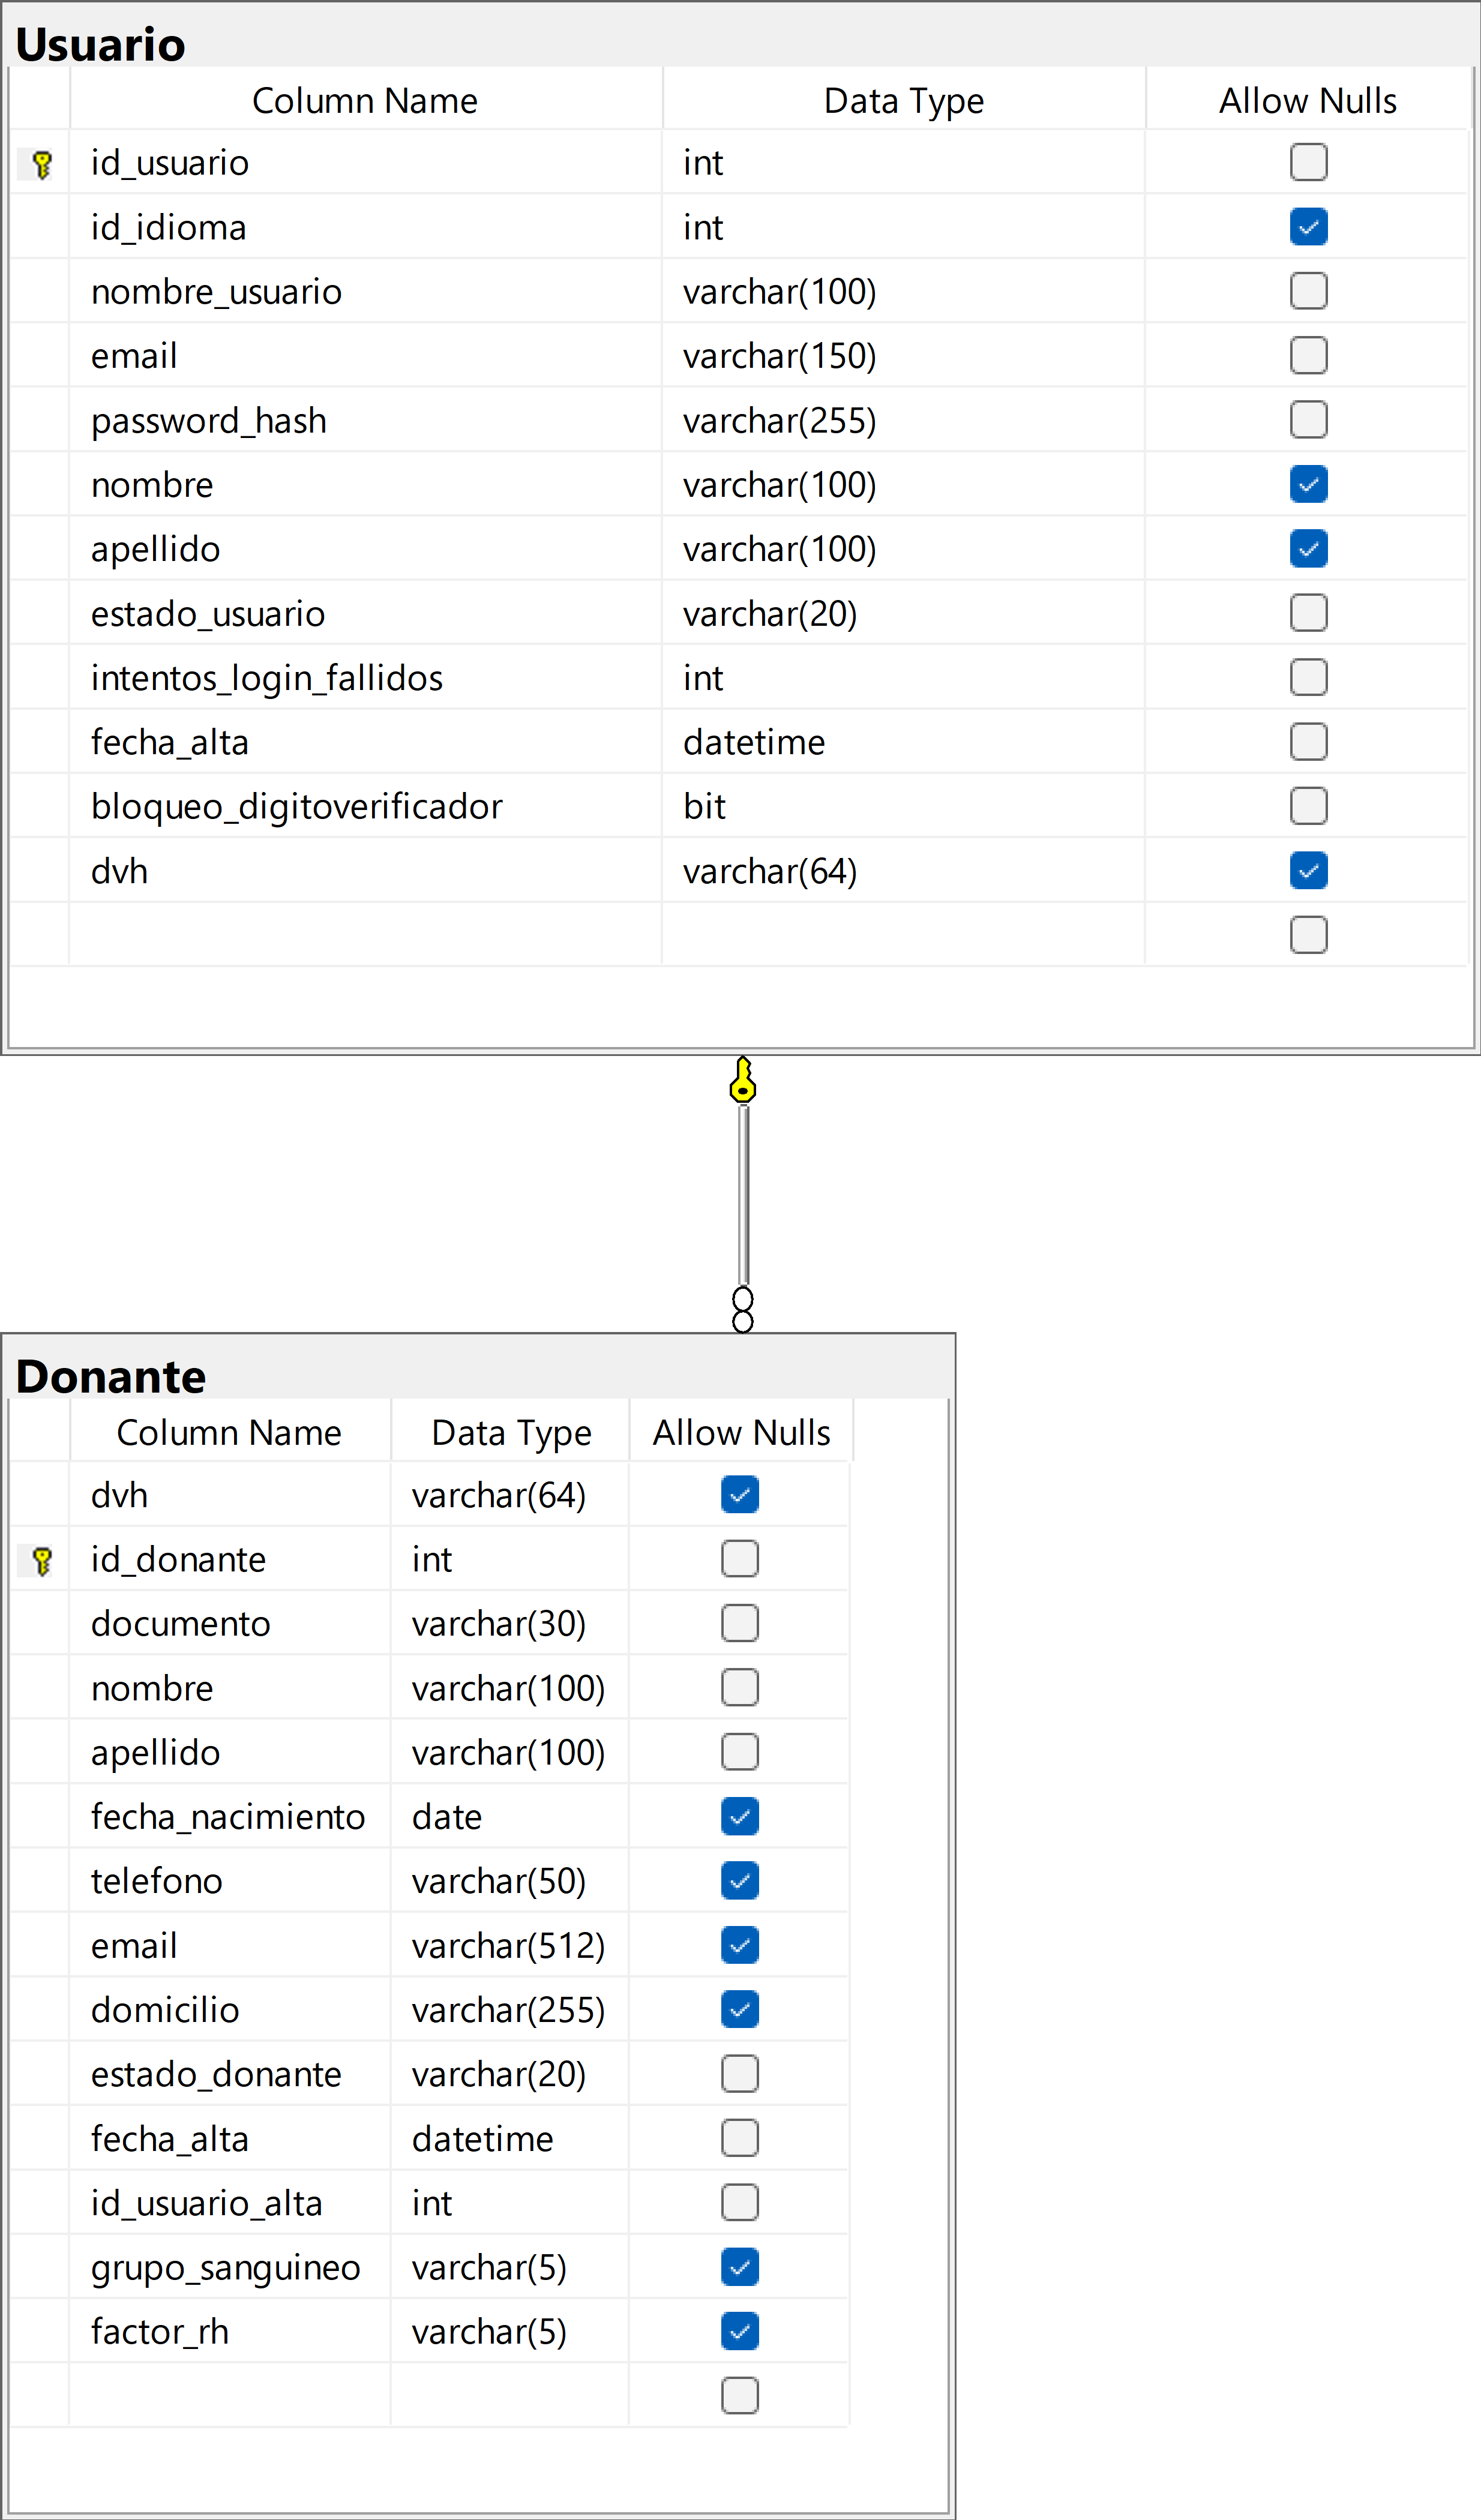 Usuario
Column Name Data Type Allow Nulls
id_usuario int
id_idioma int
nombre_usuario varchar(100)
email varchar(150)
password_hash varchar(255)
nombre varchar(100)
apellido varchar(100)
estado_usuario varchar(20)
intentos_login_fallidos int
fecha_alta datetime
bloqueo_digitoverificador bit
dvh varchar(64)
Donante
Column Name Data Type Allow Nulls
dvh varchar(64)
id_donante int
documento varchar(30)
nombre varchar(100)
apellido varchar(100)
fecha_nacimiento date
telefono varchar(50)
email varchar(512)
domicilio varchar(255)
estado_donante varchar(20)
fecha_alta datetime
id_usuario_alta int
grupo_sanguineo varchar(5)
factor_rh varchar(5)